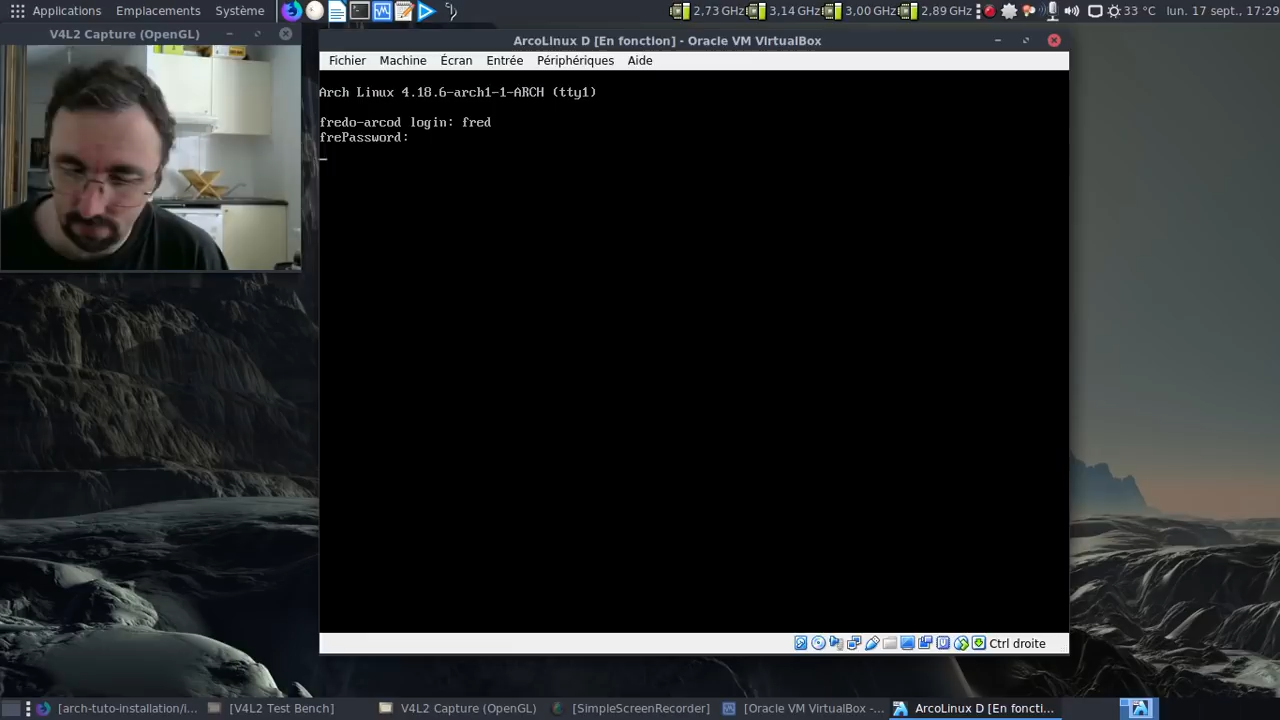 Applications Emplacements Système
2,73 GHz 3,14 GHz 3,00 GHz 2,89 GHz 33 °C lun. 17 sept., 17:29
V4L2 Capture (OpenGL)
ArcoLinux D [En fonction] - Oracle VM VirtualBox
Fichier Machine Écran Entrée Périphériques Aide
Arch Linux 4.18.6-arch1-1-ARCH (tty1)
fredo-arcod login: fred
frePassword:
_
Ctrl droite
[arch-tuto-installation/i... [V4L2 Test Bench] V4L2 Capture (OpenGL) [SimpleScreenRecorder] [Oracle VM VirtualBox -... ArcoLinux D [En foncti...